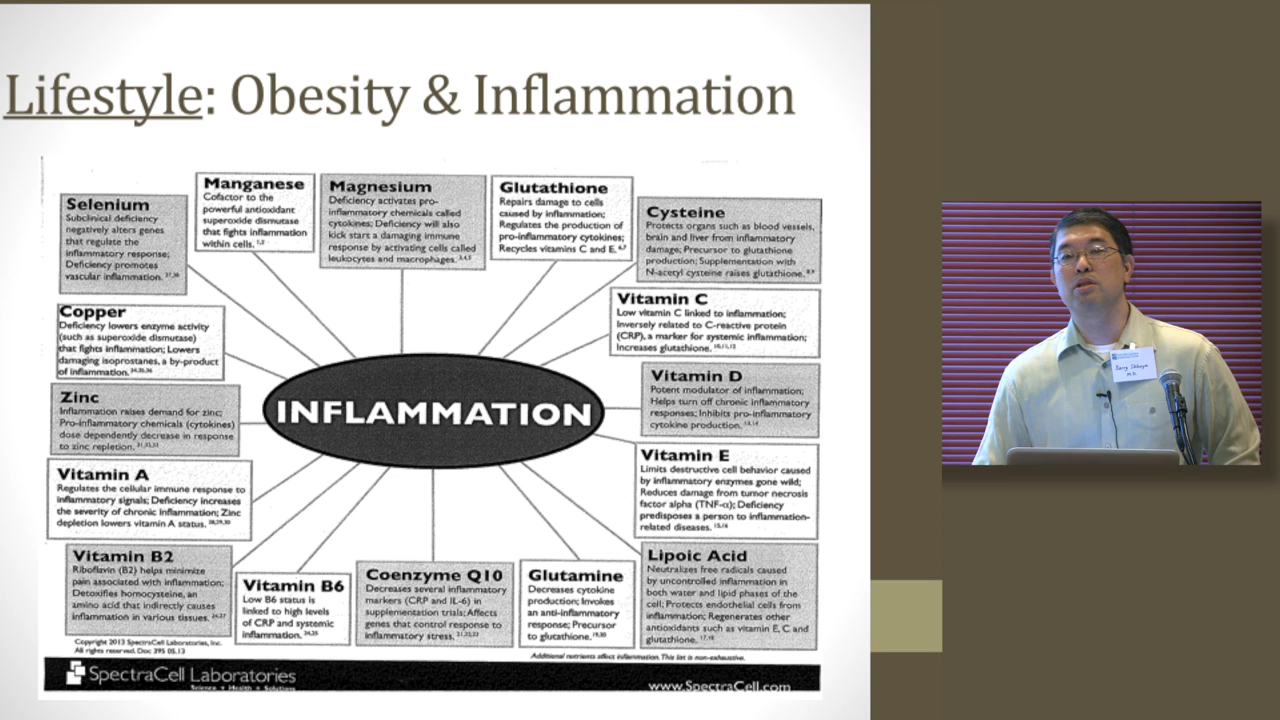 Lifestyle: Obesity & Inflammation
Selenium
Subclinical deficiency
negatively alters genes
that regulate the
inflammatory response;
Deficiency promotes
vascular inflammation.
Manganese
Cofactor to the
powerful antioxidant
superoxide dismutase
that fights inflammation
within cells. 1,2
Magnesium
Deficiency activates pro-
inflammatory chemicals called
cytokines; Deficiency will also
kick start a damaging immune
response by activating cells called
leukocytes and macrophages. 3,4,5
Glutathione
Repairs damage to cells
caused by inflammation;
Regulates the production of
pro-inflammatory cytokines;
Recycles vitamins C and E. 6,7
Cysteine
Protects organs such as blood vessels,
brain and liver from inflammatory
damage; Precursor to glutathione
production; Supplementation with
N-acetyl cysteine raises glutathione. 8,9
Copper
Deficiency lowers enzyme activity
(such as superoxide dismutase)
that fights inflammation; Lowers
damaging isoprostanes, a by-product
of inflammation. 34,35,36
Vitamin C
Low vitamin C linked to inflammation;
Inversely related to C-reactive protein
(CRP), a marker for systemic inflammation;
Increases glutathione. 10,11,12
Zinc
Inflammation raises demand for zinc;
Pro-inflammatory chemicals (cytokines)
dose dependently decrease in response
to zinc repletion. 31,32,33
INFLAMMATION
Vitamin D
Potent modulator of inflammation;
Helps turn off chronic inflammatory
responses; Inhibits pro-inflammatory
cytokine production. 13,14
Vitamin A
Regulates the cellular immune response to
inflammatory signals; Deficiency increases
the severity of chronic inflammation; Zinc
depletion lowers vitamin A status. 28,29,30
Vitamin E
Limits destructive cell behavior caused
by inflammatory enzymes gone wild;
Reduces damage from tumor necrosis
factor alpha (TNF-α); Deficiency
predisposes a person to inflammation-
related diseases. 15,16
Vitamin B2
Riboflavin (B2) helps minimize
pain associated with inflammation;
Detoxifies homocysteine, an
amino acid that indirectly causes
inflammation in various tissues.
Vitamin B6
Low B6 status is
linked to high levels
of CRP and systemic
inflammation.
Coenzyme Q10
Decreases several inflammatory
markers (CRP and IL-6) in
supplementation trials; Affects
genes that control response to
inflammatory stress.
Glutamine
Decreases cytokine
production; Invokes
an anti-inflammatory
response; Precursor
to glutathione. 19,20
Lipoic Acid
Neutralizes free radicals caused
by uncontrolled inflammation in
both water and lipid phases of the
cell; Protects endothelial cells from
inflammation; Regenerates other
antioxidants such as vitamin E, C and
glutathione. 17,18
Copyright 2013 SpectraCell Laboratories, Inc.
All rights reserved. Doc 395 05.13
Additional nutrients affect inflammation. This list is non-exhaustive.
SpectraCell Laboratories
Science + Health + Solutions
www.SpectraCell.com
M.D.